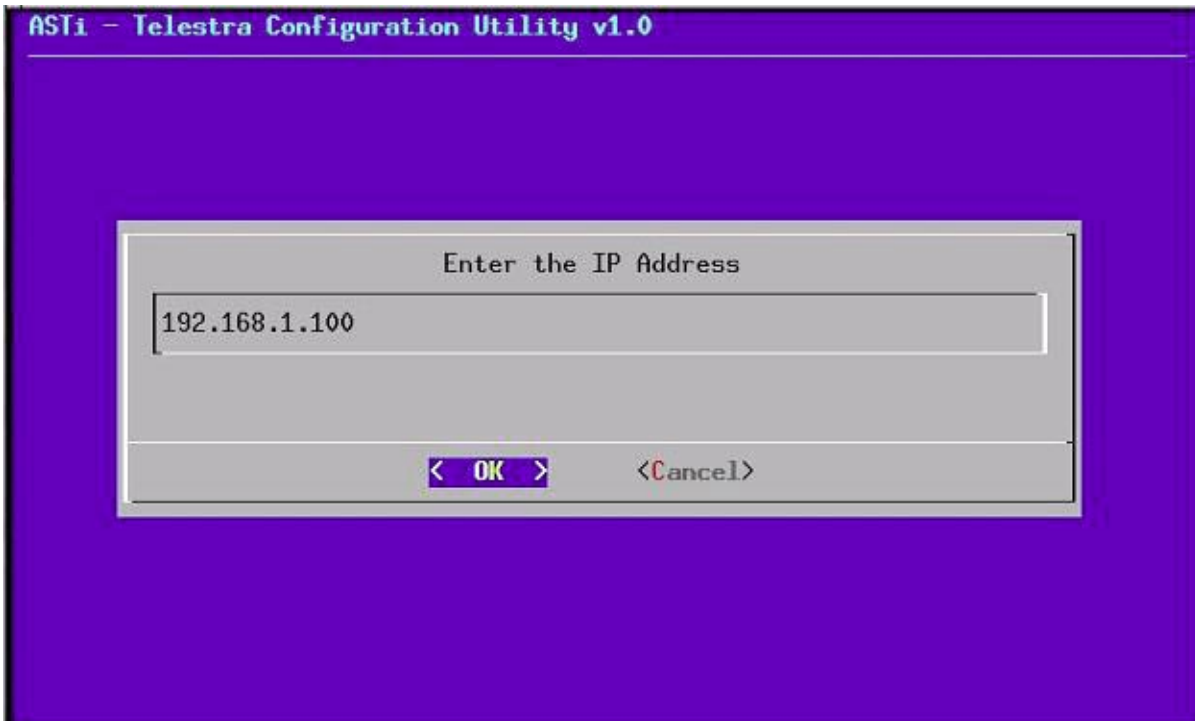 ASTi - Telestra Configuration Utility v1.0
Enter the IP Address
192.168.1.100
< OK > <Cancel>